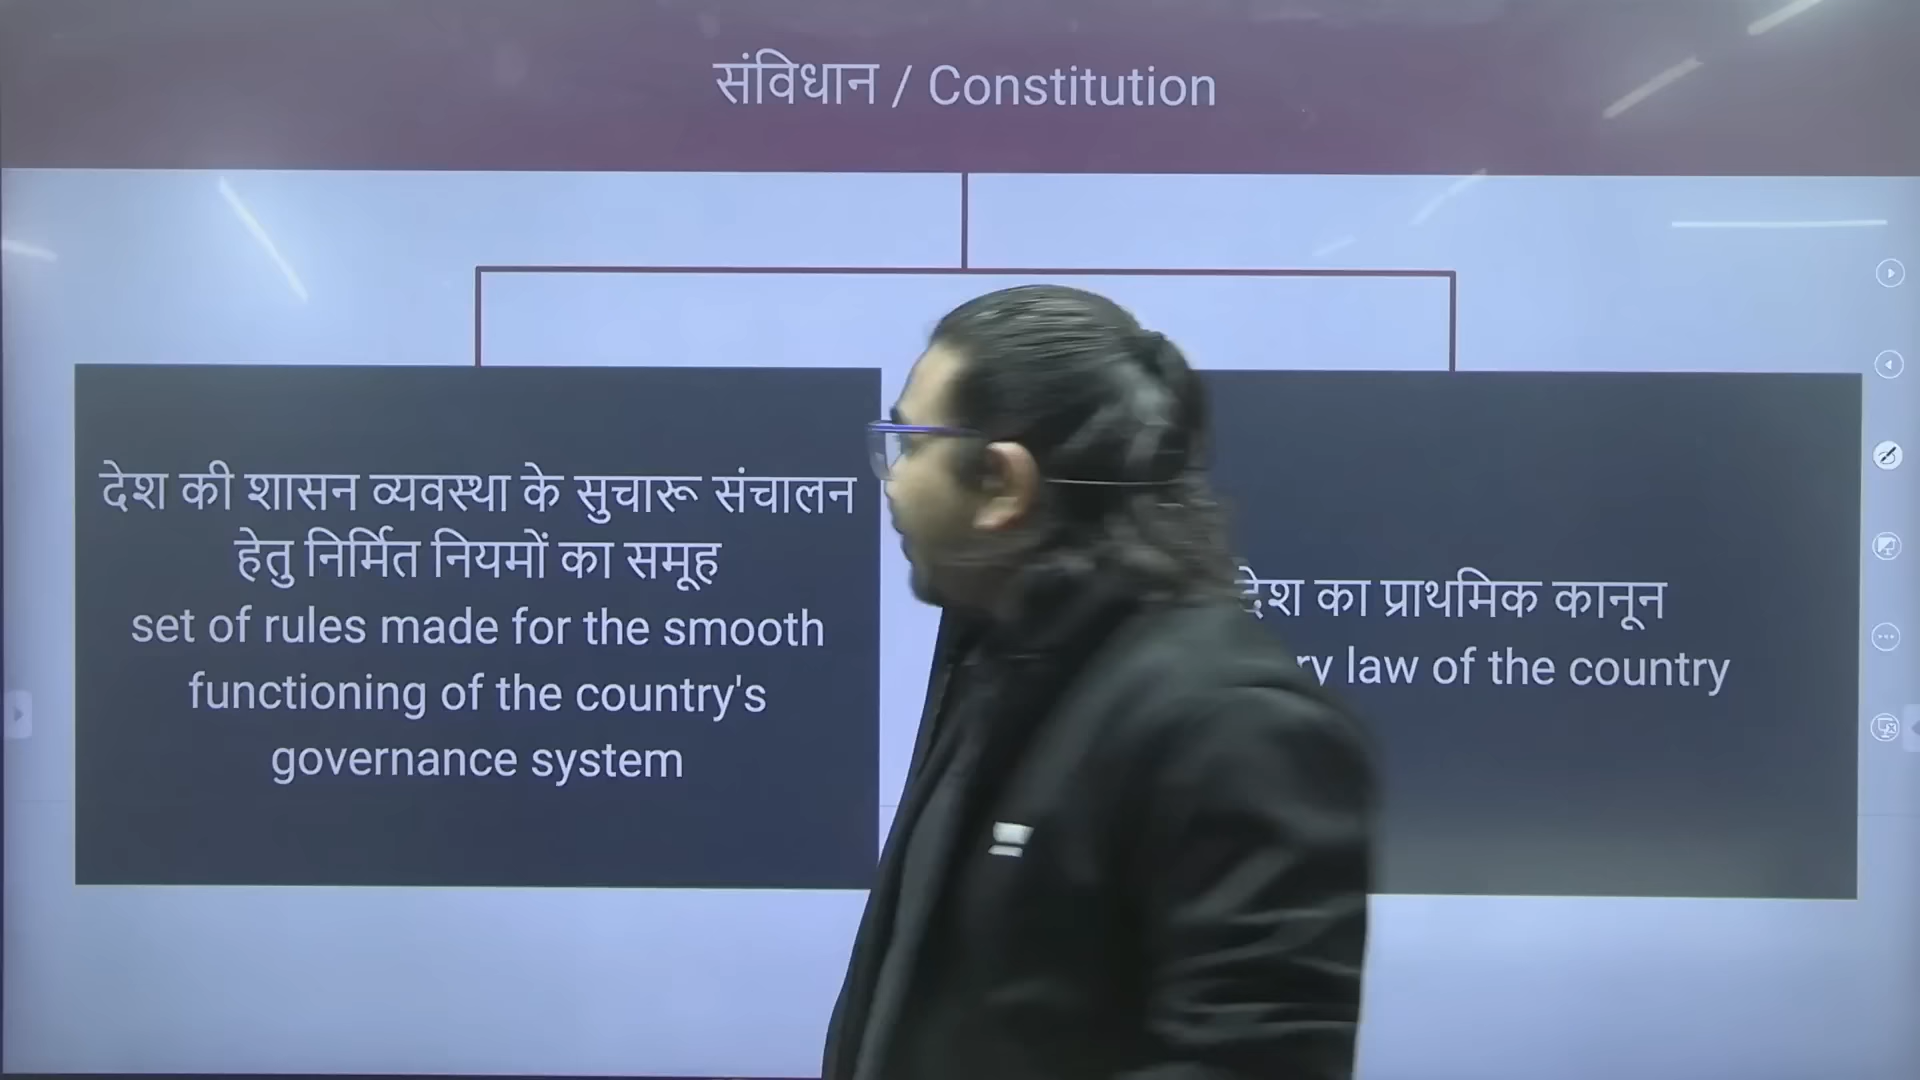 संविधान / Constitution
देश की शासन व्यवस्था के सुचारू संचालन
हेतु निर्मित नियमों का समूह
set of rules made for the smooth
functioning of the country's
governance system
देश का प्राथमिक कानून
law of the country